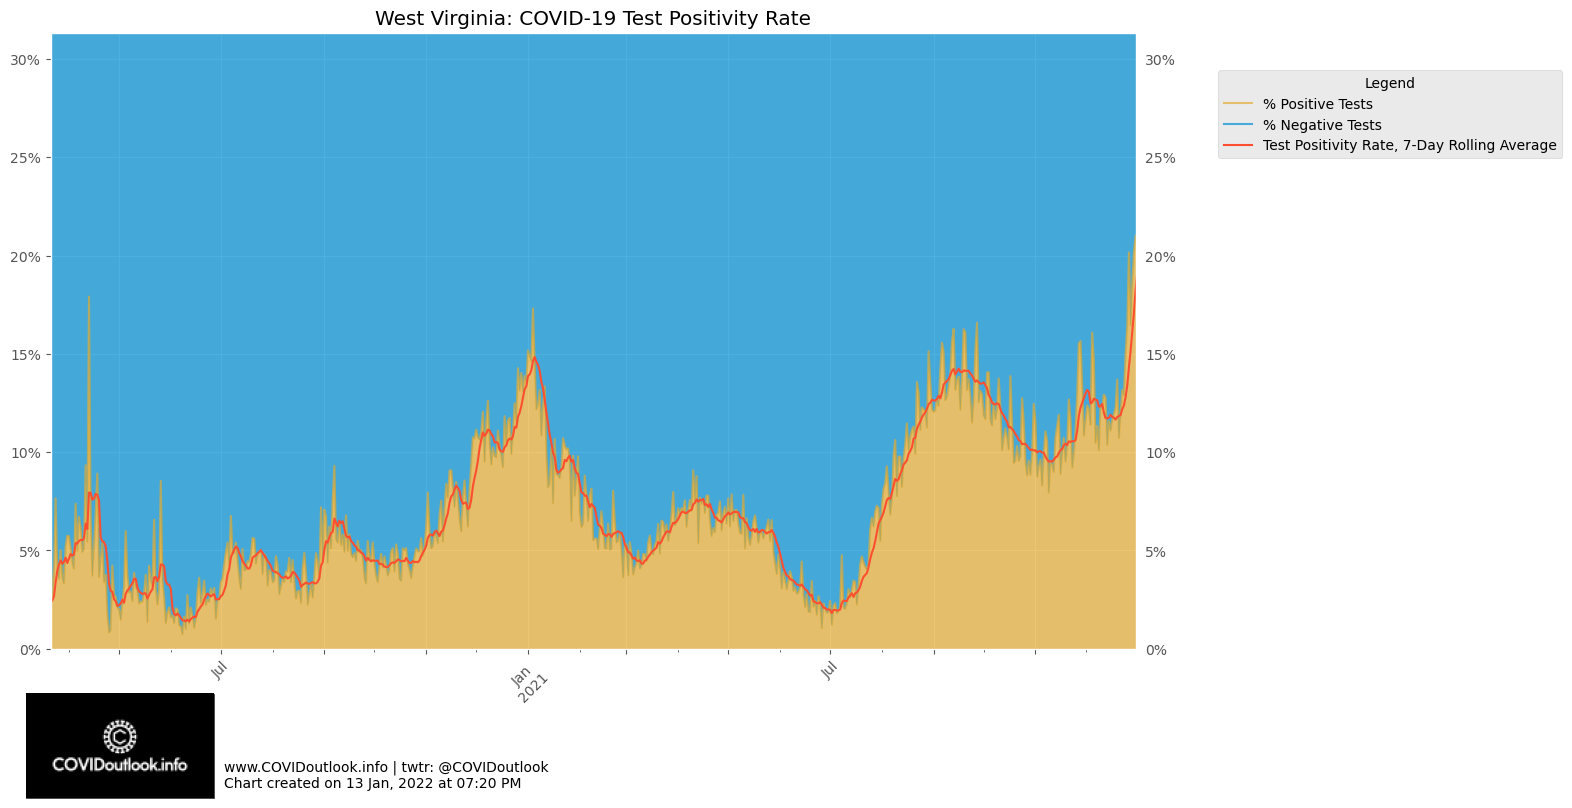 West Virginia: COVID-19 Test Positivity Rate
30%
25%
20%
15%
10%
5%
0%
30%
25%
20%
15%
10%
5%
0%
Jul
Jan
2021
Jul
Legend
% Positive Tests
% Negative Tests
Test Positivity Rate, 7-Day Rolling Average
C
COVIDoutlook.info
www.COVIDoutlook.info | twtr: @COVIDoutlook
Chart created on 13 Jan, 2022 at 07:20 PM